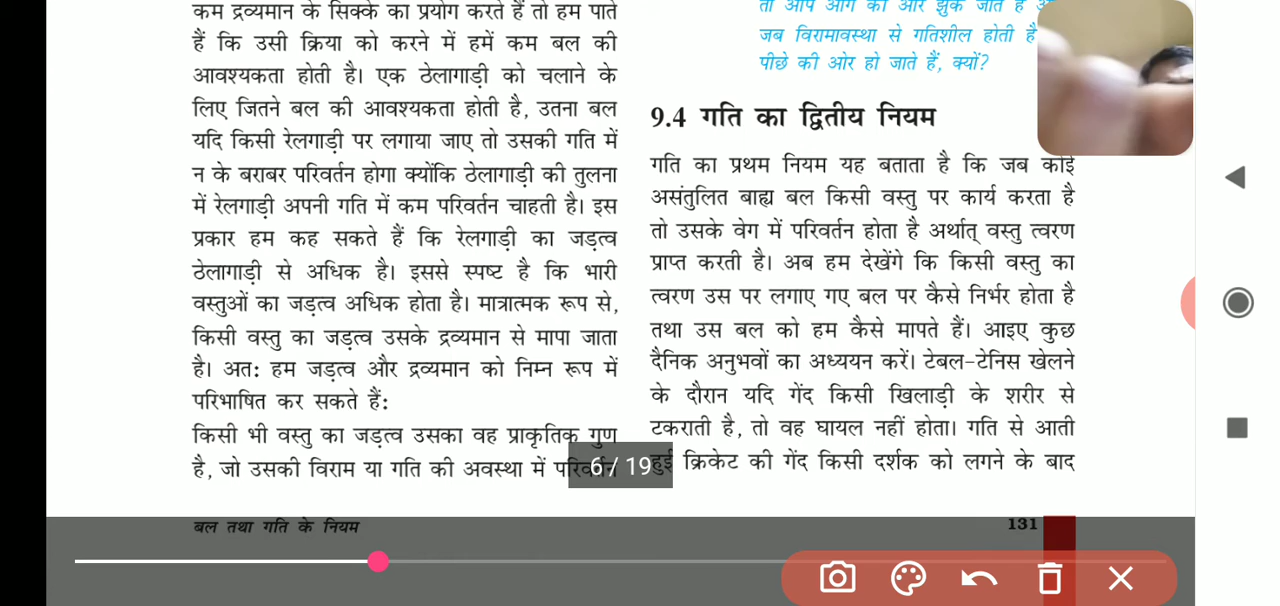 कम द्रव्यमान के सिक्के का प्रयोग करते हैं तो हम पाते
हैं कि उसी क्रिया को करने में हमें कम बल की
आवश्यकता होती है। एक ठेलागाड़ी को चलाने के
लिए जितने बल की आवश्यकता होती है, उतना बल
यदि किसी रेलगाड़ी पर लगाया जाए तो उसकी गति में
न के बराबर परिवर्तन होगा क्योंकि ठेलागाड़ी की तुलना
में रेलगाड़ी अपनी गति में कम परिवर्तन चाहती है। इस
प्रकार हम कह सकते हैं कि रेलगाड़ी का जड़त्व
ठेलागाड़ी से अधिक है। इससे स्पष्ट है कि भारी
वस्तुओं का जड़त्व अधिक होता है। मात्रात्मक रूप से,
किसी वस्तु का जड़त्व उसके द्रव्यमान से मापा जाता
है। अत: हम जड़त्व और द्रव्यमान को निम्न रूप में
परिभाषित कर सकते हैं:
किसी भी वस्तु का जड़त्व उसका वह प्राकृतिक गुण
है, जो उसकी विराम या गति की अवस्था में परिवर्तन
तो आप आगे की ओर झुक जाते हैं
जब विरामावस्था से गतिशील होती है
पीछे की ओर हो जाते हैं, क्यों?
9.4 गति का द्वितीय नियम
गति का प्रथम नियम यह बताता है कि जब कोई
असंतुलित बाह्य बल किसी वस्तु पर कार्य करता है
तो उसके वेग में परिवर्तन होता है अर्थात् वस्तु त्वरण
प्राप्त करती है। अब हम देखेंगे कि किसी वस्तु का
त्वरण उस पर लगाए गए बल पर कैसे निर्भर होता है
तथा उस बल को हम कैसे मापते हैं। आइए कुछ
दैनिक अनुभवों का अध्ययन करें। टेबल-टेनिस खेलने
के दौरान यदि गेंद किसी खिलाड़ी के शरीर से
टकराती है, तो वह घायल नहीं होता। गति से आती
हुई क्रिकेट की गेंद किसी दर्शक को लगने के बाद
6 / 19
बल तथा गति के नियम
131